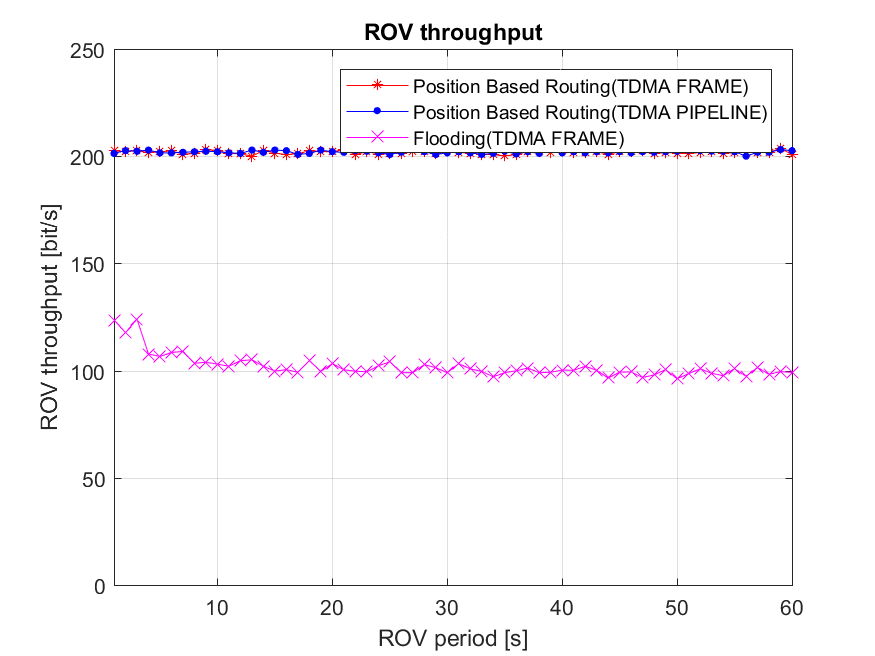 ROV throughput
250
200
150
100
50
0
ROV throughput [bit/s]
Position Based Routing(TDMA FRAME)
Position Based Routing(TDMA PIPELINE)
Flooding(TDMA FRAME)
10 20 30 40 50 60
ROV period [s]